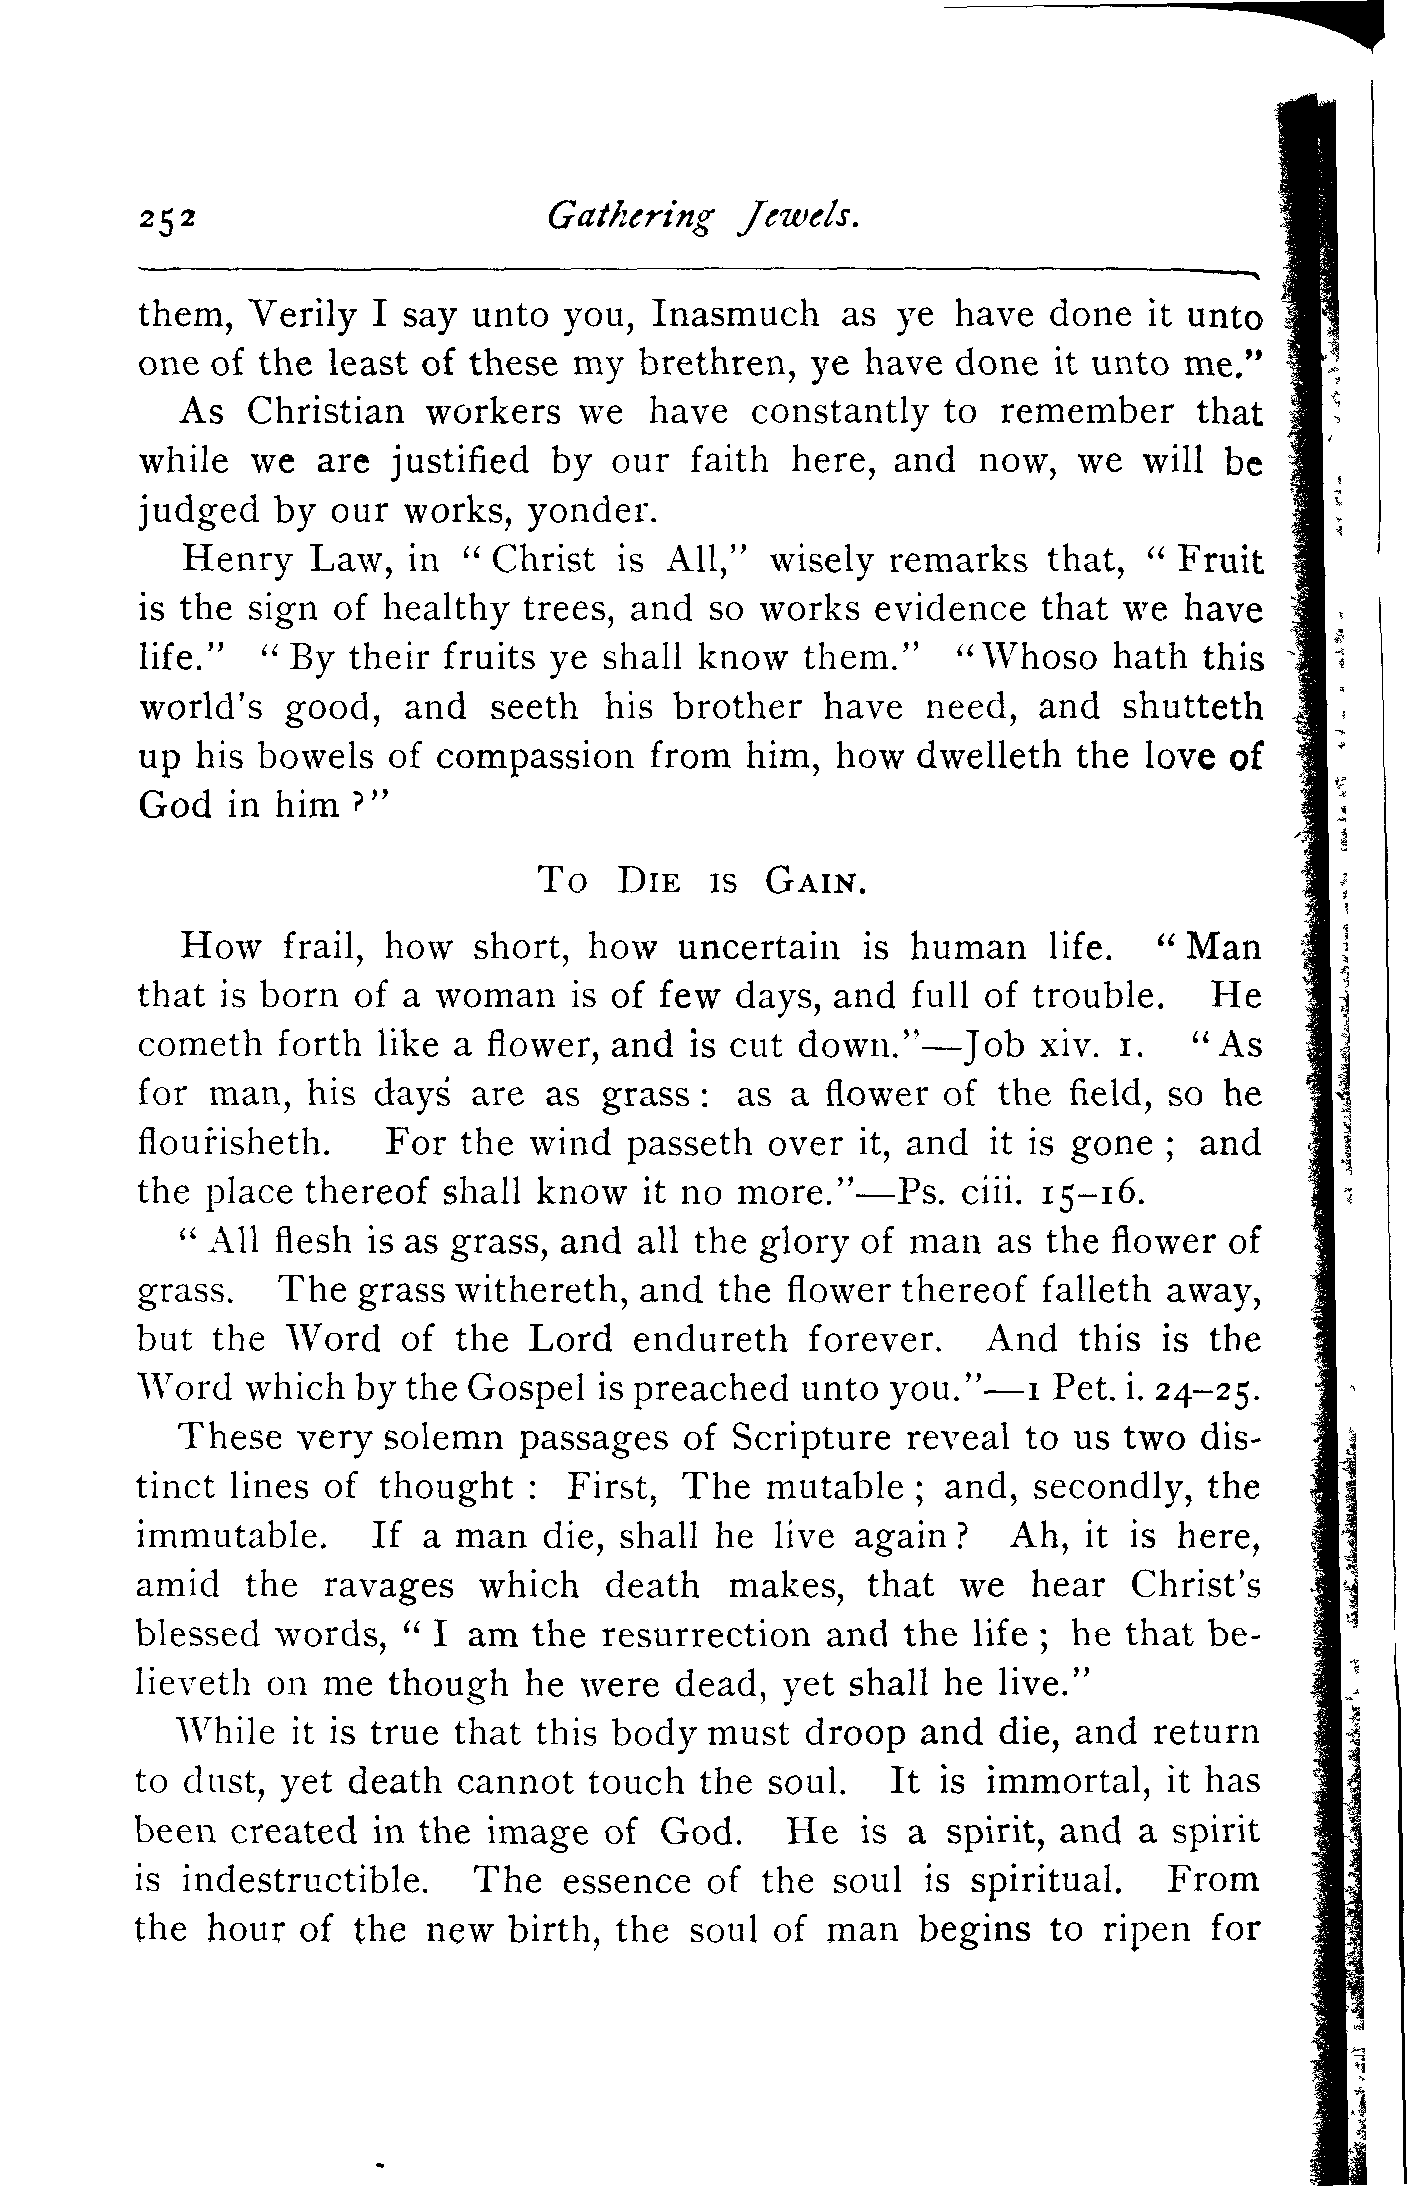 252 Gathering Jewels.
them, Verily I say unto you, Inasmuch as ye have done it unto
one of the least of these my brethren, ye have done it unto me."
As Christian workers we have constantly to remember that
while we are justified by our faith here, and now, we will be
judged by our works, yonder.
Henry Law, in "Christ is All," wisely remarks that, "Fruit
is the sign of healthy trees, and so works evidence that we have
life." "By their fruits ye shall know them." "Whoso hath this
world's good, and seeth his brother have need, and shutteth
up his bowels of compassion from him, how dwelleth the love of
God in him?"
To Die is Gain.
How frail, how short, how uncertain is human life. "Man
that is born of a woman is of few days, and full of trouble. He
cometh forth like a flower, and is cut down."—Job xiv. 1. "As
for man, his days are as grass: as a flower of the field, so he
flourisheth. For the wind passeth over it, and it is gone; and
the place thereof shall know it no more."—Ps. ciii. 15–16.
"All flesh is as grass, and all the glory of man as the flower of
grass. The grass withereth, and the flower thereof falleth away,
but the Word of the Lord endureth forever. And this is the
Word which by the Gospel is preached unto you."—1 Pet. i. 24–25.
These very solemn passages of Scripture reveal to us two dis-
tinct lines of thought: First, The mutable; and, secondly, the
immutable. If a man die, shall he live again? Ah, it is here,
amid the ravages which death makes, that we hear Christ's
blessed words, "I am the resurrection and the life; he that be-
lieveth on me though he were dead, yet shall he live."
While it is true that this body must droop and die, and return
to dust, yet death cannot touch the soul. It is immortal, it has
been created in the image of God. He is a spirit, and a spirit
is indestructible. The essence of the soul is spiritual. From
the hour of the new birth, the soul of man begins to ripen for